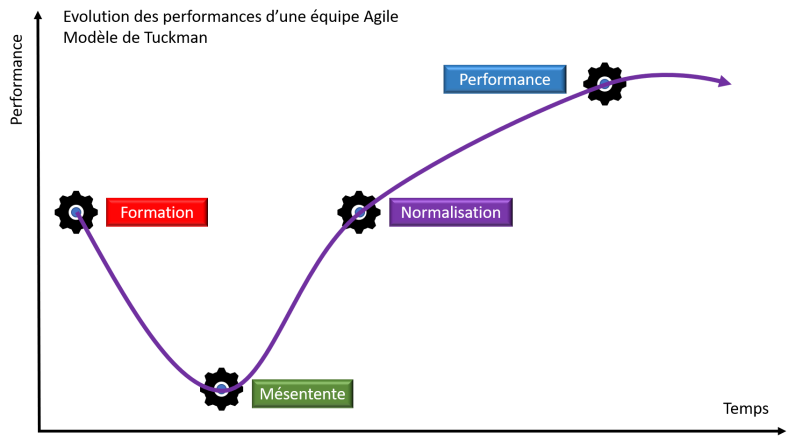 Evolution des performances d'une équipe Agile
Modèle de Tuckman
Performance
Performance
Formation
Normalisation
Mésentente
Temps